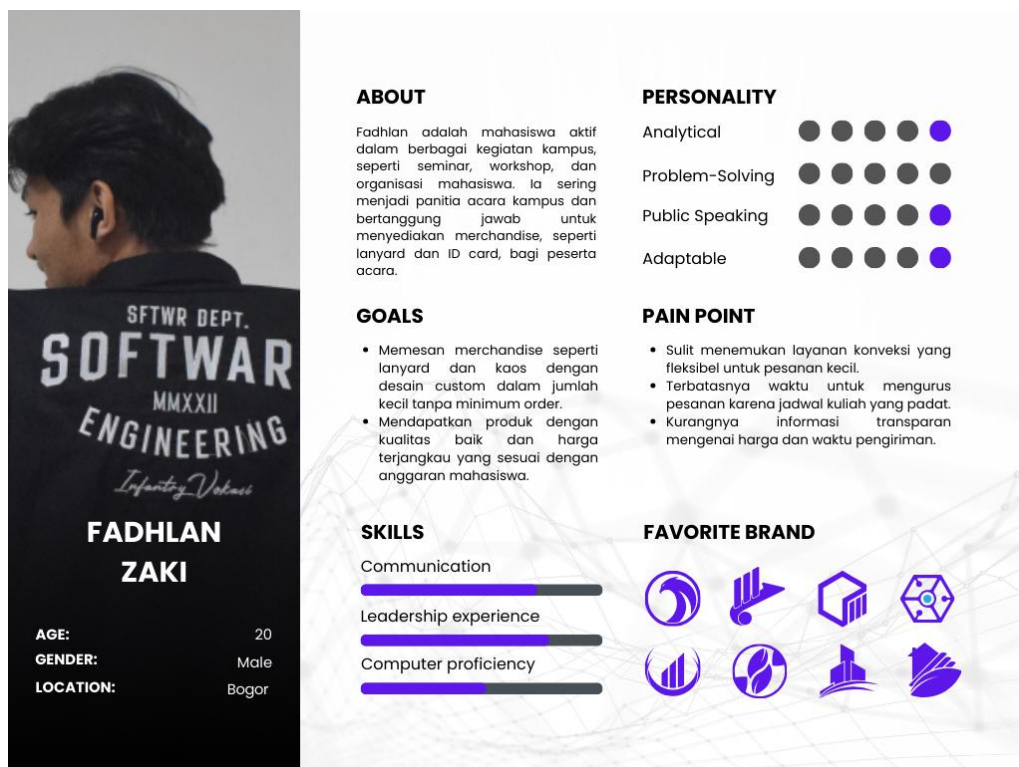 SFTWR DEPT.
SOFTWAR
MMXXII
ENGINEERING
Infantry Vokasi
FADHLAN
ZAKI
AGE: 20
GENDER: Male
LOCATION: Bogor
ABOUT
Fadhlan adalah mahasiswa aktif
dalam berbagai kegiatan kampus,
seperti seminar, workshop, dan
organisasi mahasiswa. Ia sering
menjadi panitia acara kampus dan
bertanggung jawab untuk
menyediakan merchandise, seperti
lanyard dan ID card, bagi peserta
acara.
PERSONALITY
Analytical
Problem-Solving
Public Speaking
Adaptable
GOALS
• Memesan merchandise seperti
lanyard dan kaos dengan
desain custom dalam jumlah
kecil tanpa minimum order.
• Mendapatkan produk dengan
kualitas baik dan harga
terjangkau yang sesuai dengan
anggaran mahasiswa.
PAIN POINT
• Sulit menemukan layanan konveksi yang
fleksibel untuk pesanan kecil.
• Terbatasnya waktu untuk mengurus
pesanan karena jadwal kuliah yang padat.
• Kurangnya informasi transparan
mengenai harga dan waktu pengiriman.
SKILLS
Communication
Leadership experience
Computer proficiency
FAVORITE BRAND